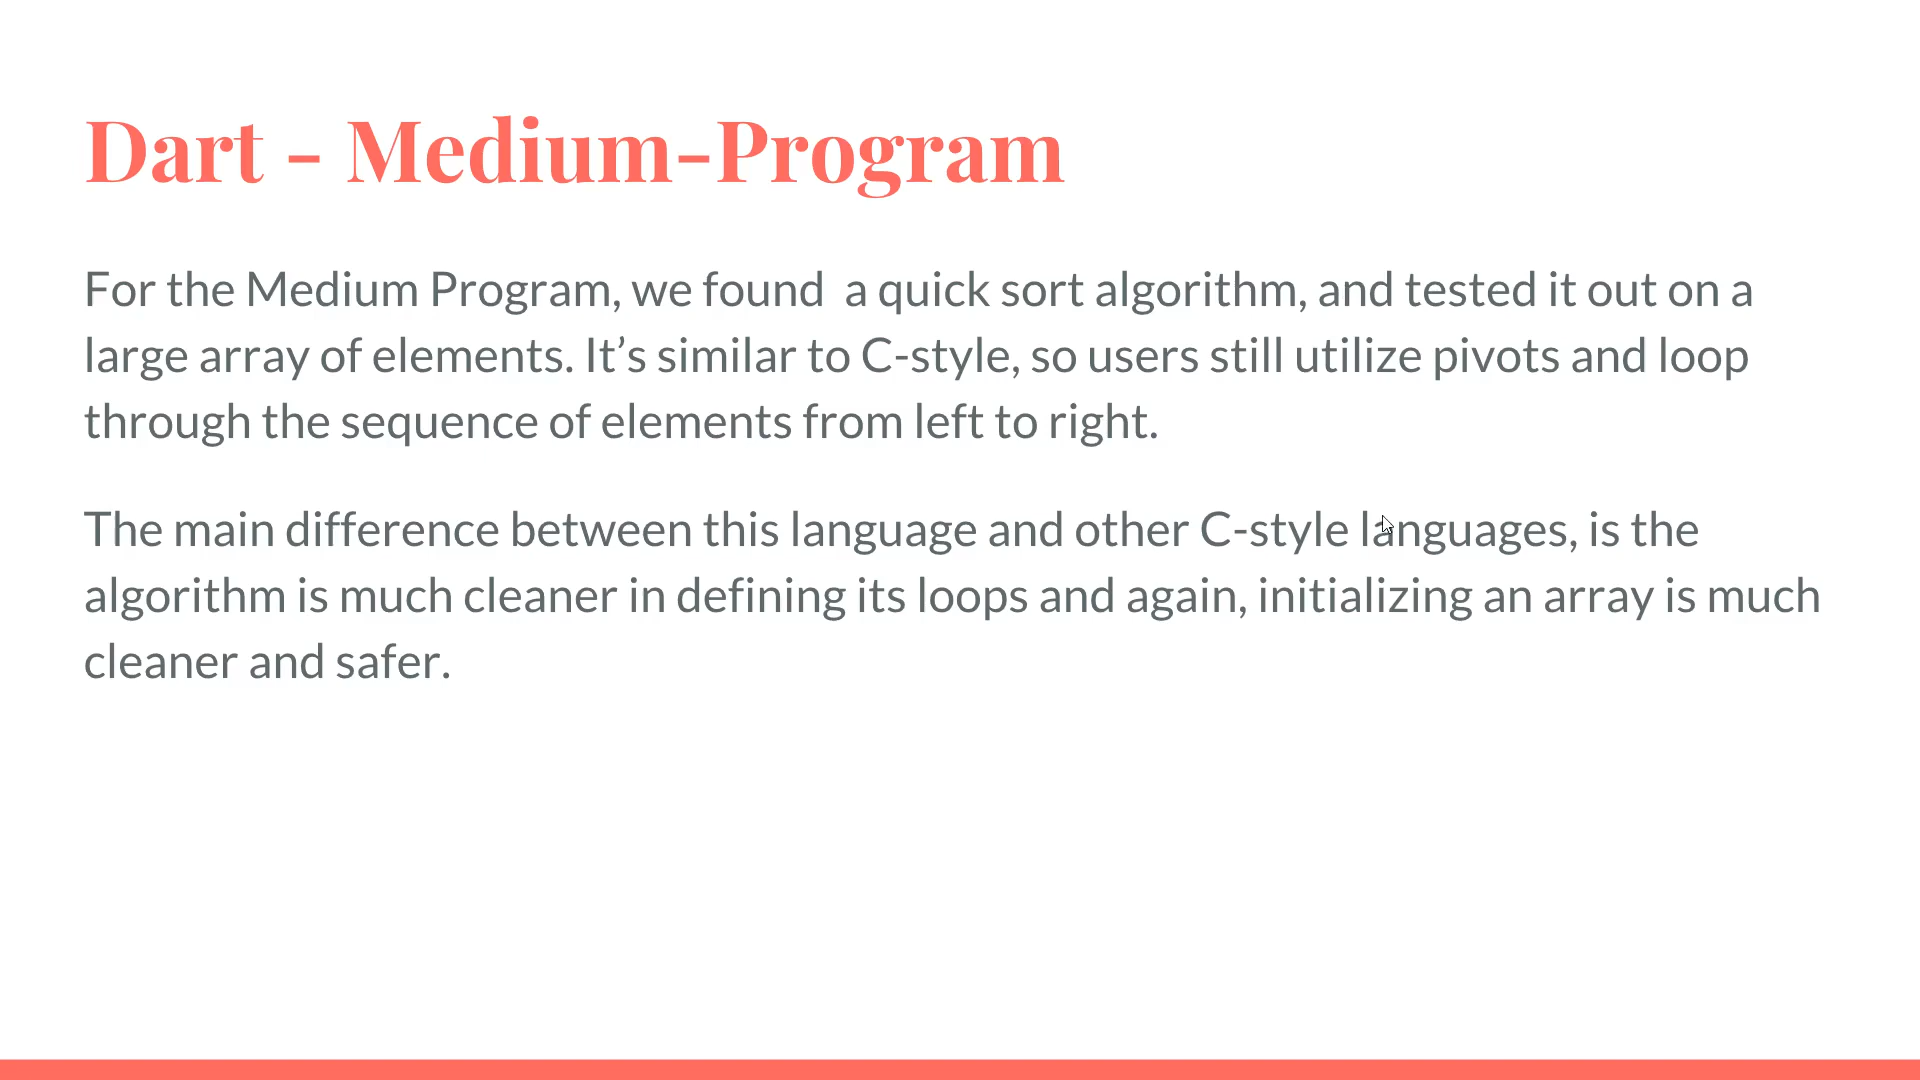 Dart - Medium-Program
For the Medium Program, we found  a quick sort algorithm, and tested it out on a
large array of elements. It’s similar to C-style, so users still utilize pivots and loop
through the sequence of elements from left to right.
The main difference between this language and other C-style languages, is the
algorithm is much cleaner in defining its loops and again, initializing an array is much
cleaner and safer.